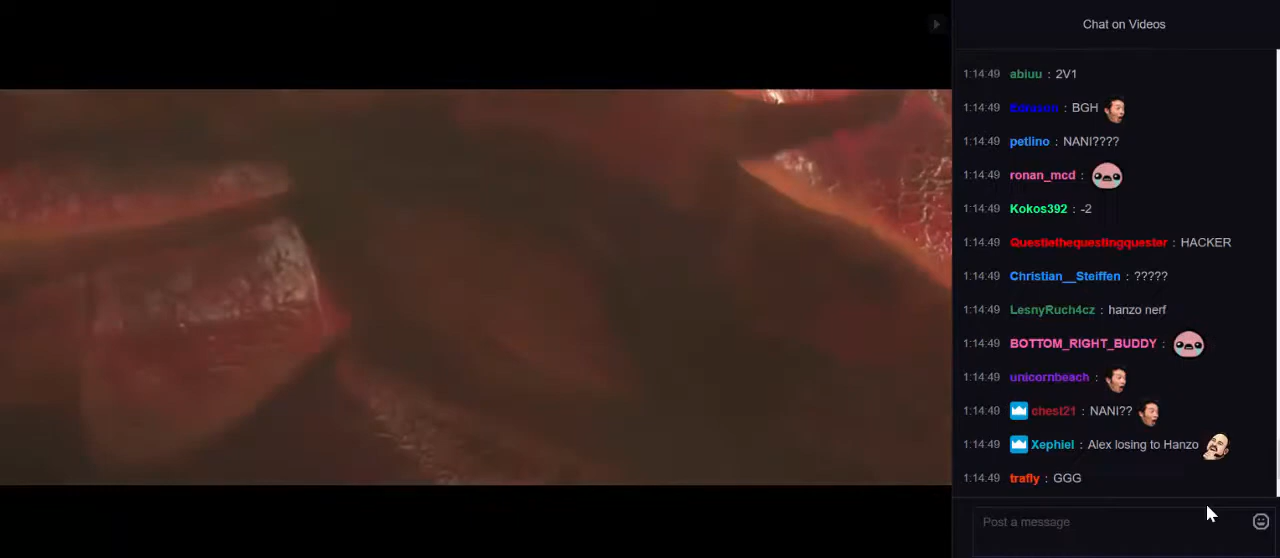 Chat on Videos
1:14:49 abiuu : 2V1
1:14:49 Edrason : BGH
1:14:49 petlino : NANI????
1:14:49 ronan_mcd :
1:14:49 Kokos392 : -2
1:14:49 Questiethequestingquester : HACKER
1:14:49 Christian__Steiffen : ?????
1:14:49 LesnyRuch4cz : hanzo nerf
1:14:49 BOTTOM_RIGHT_BUDDY :
1:14:49 unicornbeach :
1:14:49 chest21 : NANI??
1:14:49 Xephiel : Alex losing to Hanzo
1:14:49 trafly : GGG
Post a message